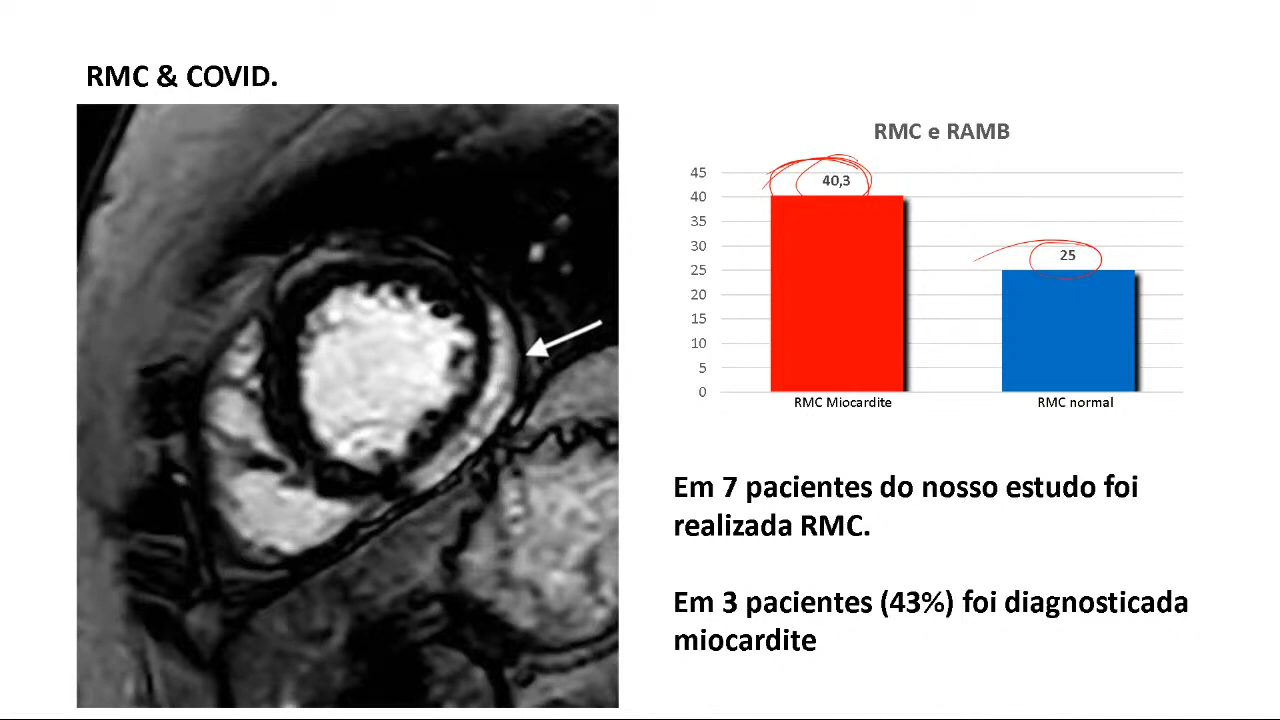 RMC & COVID.
RMC e RAMB
45
40
35
30
25
20
15
10
5
0
40,3
25
RMC Miocardite
RMC normal
Em 7 pacientes do nosso estudo foi
realizada RMC.
Em 3 pacientes (43%) foi diagnosticada
miocardite